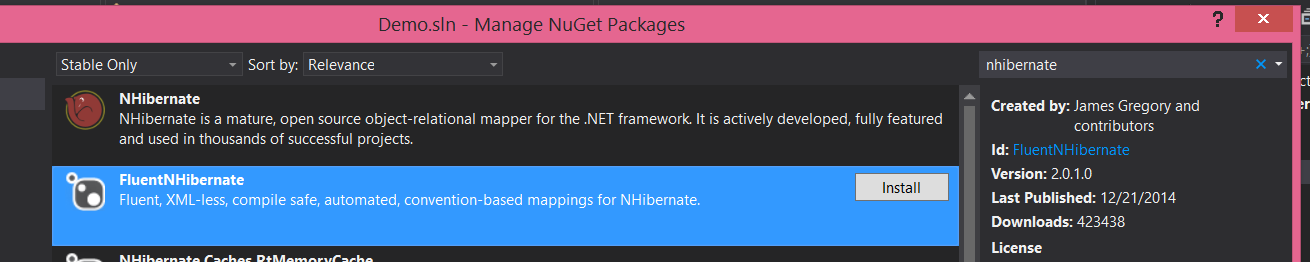 Demo.sln - Manage NuGet Packages
?
Stable Only
Sort by: Relevance
nhibernate
NHibernate
NHibernate is a mature, open source object-relational mapper for the .NET framework. It is actively developed, fully featured
and used in thousands of successful projects.
FluentNHibernate
Fluent, XML-less, compile safe, automated, convention-based mappings for NHibernate.
Install
NHibernate.Caches.RtMemoryCache
Created by: James Gregory and
contributors
Id: FluentNHibernate
Version: 2.0.1.0
Last Published: 12/21/2014
Downloads: 423438
License